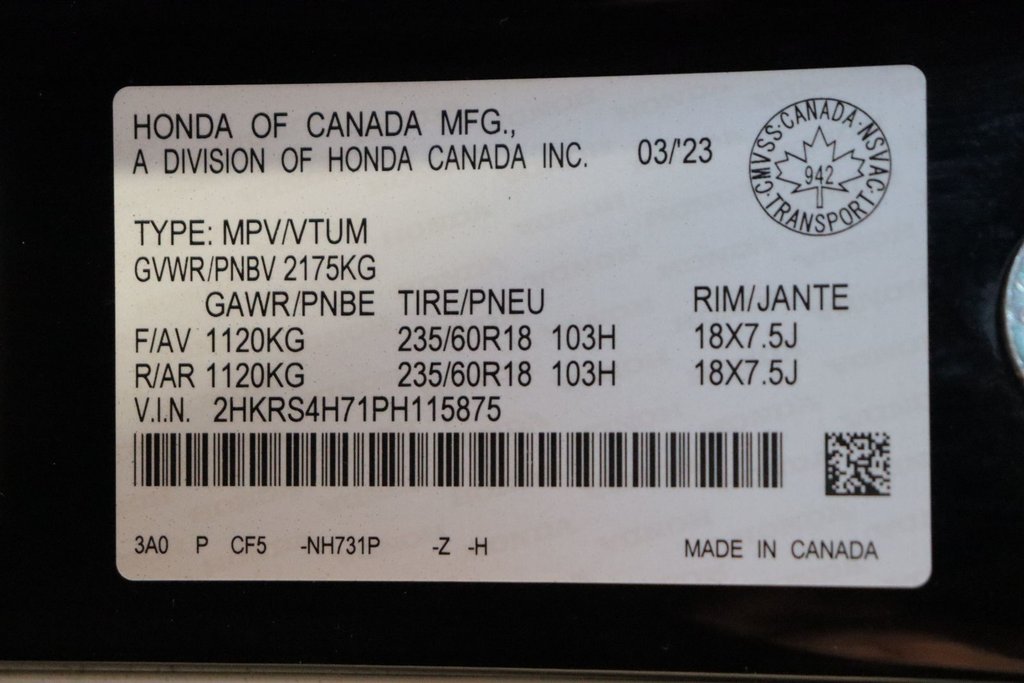 HONDA OF CANADA MFG.,
A DIVISION OF HONDA CANADA INC. 03/'23
CMVSS·CANADA·NSVAC·TRANSPORT·
942
TYPE: MPV/VTUM
GVWR/PNBV 2175KG
GAWR/PNBE TIRE/PNEU RIM/JANTE
F/AV 1120KG 235/60R18 103H 18X7.5J
R/AR 1120KG 235/60R18 103H 18X7.5J
V.I.N. 2HKRS4H71PH115875
3A0 P CF5 -NH731P -Z -H MADE IN CANADA